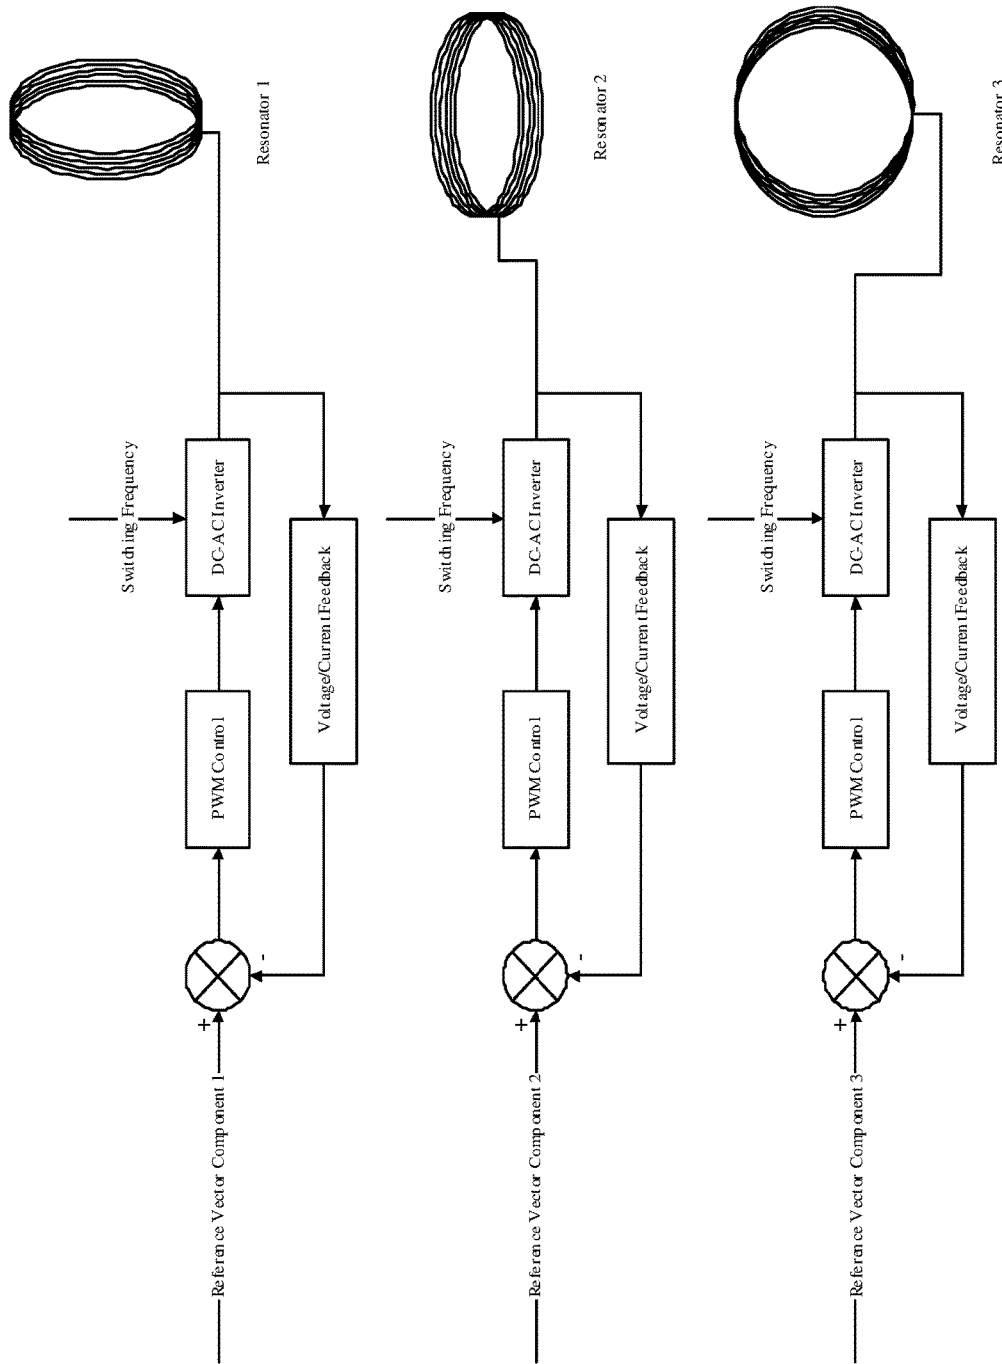 Reference Vector Component 1
+
-
PWM Control
DC-AC Inverter
Switching Frequency
Voltage/Current Feedback
Resonator 1
Reference Vector Component 2
+
-
PWM Control
DC-AC Inverter
Switching Frequency
Voltage/Current Feedback
Resonator 2
Reference Vector Component 3
+
-
PWM Control
DC-AC Inverter
Switching Frequency
Voltage/Current Feedback
Resonator 3